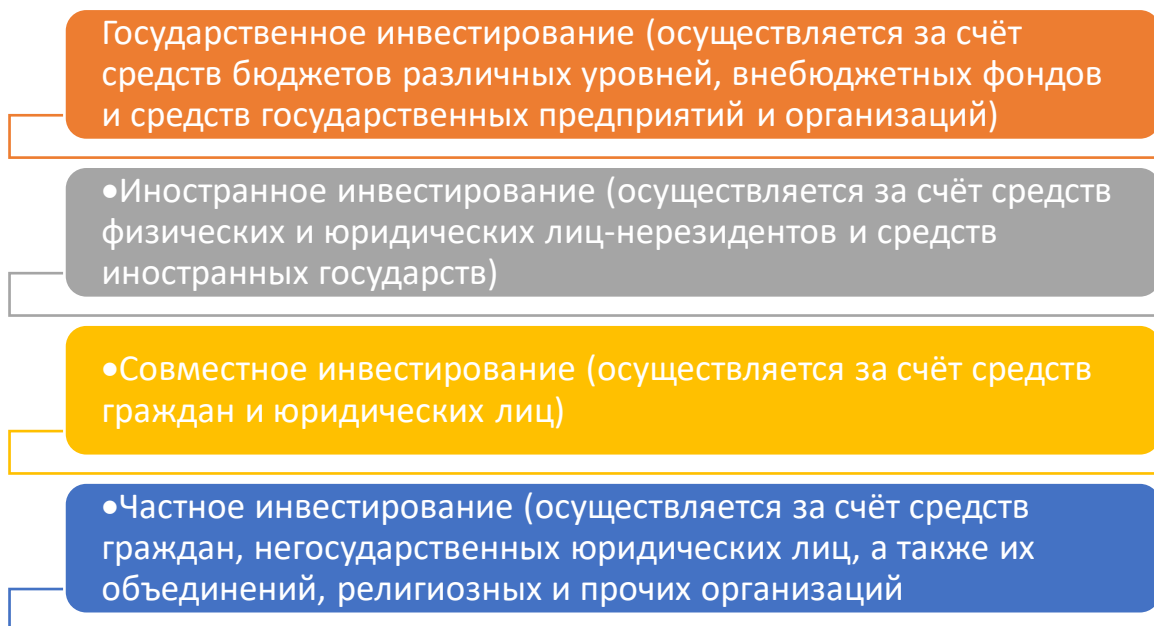 Государственное инвестирование (осуществляется за счёт
средств бюджетов различных уровней, внебюджетных фондов
и средств государственных предприятий и организаций)
•Иностранное инвестирование (осуществляется за счёт средств
физических и юридических лиц-нерезидентов и средств
иностранных государств)
•Совместное инвестирование (осуществляется за счёт средств
граждан и юридических лиц)
•Частное инвестирование (осуществляется за счёт средств
граждан, негосударственных юридических лиц, а также их
объединений, религиозных и прочих организаций